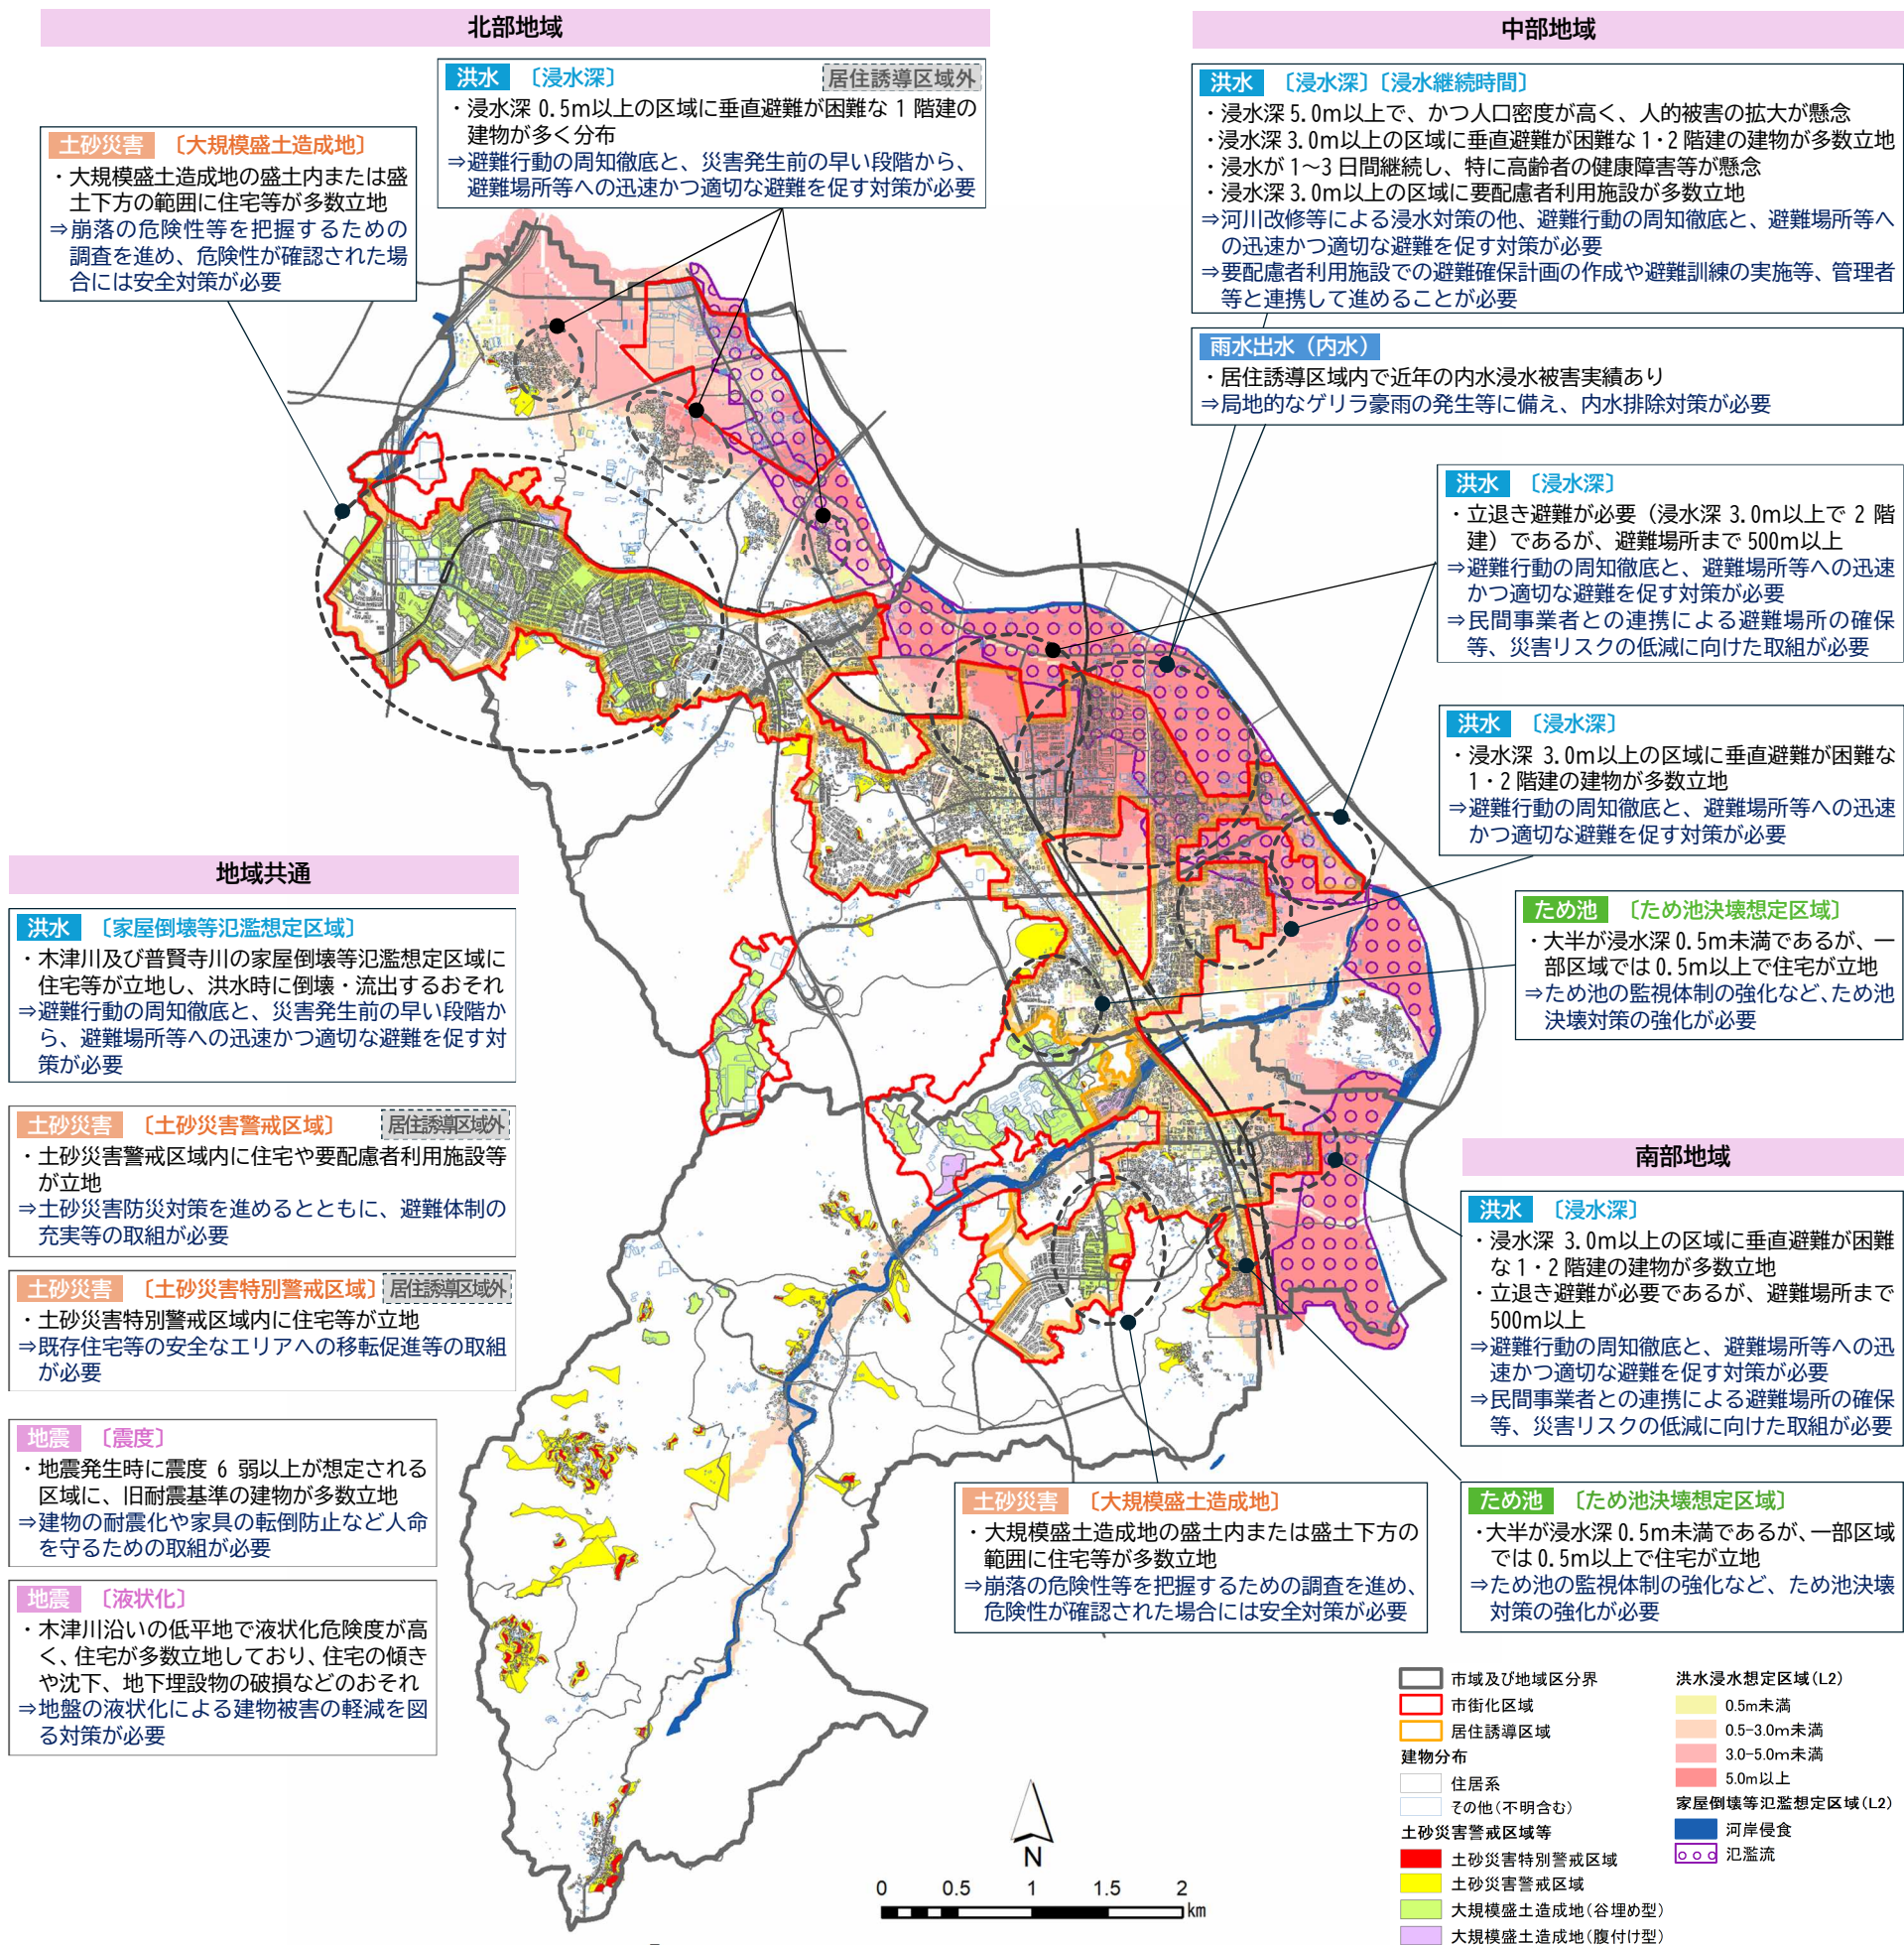 北部地域
洪水 〔浸水深〕 居住誘導区域外
・浸水深 0.5m以上の区域に垂直避難が困難な 1 階建の
建物が多く分布
⇒避難行動の周知徹底と、災害発生前の早い段階から、
避難場所等への迅速かつ適切な避難を促す対策が必要
土砂災害 〔大規模盛土造成地〕
・大規模盛土造成地の盛土内または盛
土下方の範囲に住宅等が多数立地
⇒崩落の危険性等を把握するための
調査を進め、危険性が確認された場
合には安全対策が必要
中部地域
洪水 〔浸水深〕〔浸水継続時間〕
・浸水深 5.0m以上で、かつ人口密度が高く、人的被害の拡大が懸念
・浸水深 3.0m以上の区域に垂直避難が困難な 1・2 階建の建物が多数立地
・浸水が 1～3 日間継続し、特に高齢者の健康障害等が懸念
・浸水深 3.0m以上の区域に要配慮者利用施設が多数立地
⇒河川改修等による浸水対策の他、避難行動の周知徹底と、避難場所等へ
の迅速かつ適切な避難を促す対策が必要
⇒要配慮者利用施設での避難確保計画の作成や避難訓練の実施等、管理者
等と連携して進めることが必要
雨水出水（内水）
・居住誘導区域内で近年の内水浸水被害実績あり
⇒局地的なゲリラ豪雨の発生等に備え、内水排除対策が必要
洪水 〔浸水深〕
・立退き避難が必要（浸水深 3.0m以上で 2 階
建）であるが、避難場所まで 500m以上
⇒避難行動の周知徹底と、避難場所等への迅速
かつ適切な避難を促す対策が必要
⇒民間事業者との連携による避難場所の確保
等、災害リスクの低減に向けた取組が必要
洪水 〔浸水深〕
・浸水深 3.0m以上の区域に垂直避難が困難な
1・2 階建の建物が多数立地
⇒避難行動の周知徹底と、避難場所等への迅速
かつ適切な避難を促す対策が必要
ため池 〔ため池決壊想定区域〕
・大半が浸水深 0.5m未満であるが、一
部区域では 0.5m以上で住宅が立地
⇒ため池の監視体制の強化など、ため池
決壊対策の強化が必要
地域共通
洪水 〔家屋倒壊等氾濫想定区域〕
・木津川及び普賢寺川の家屋倒壊等氾濫想定区域に
住宅等が立地し、洪水時に倒壊・流出するおそれ
⇒避難行動の周知徹底と、災害発生前の早い段階か
ら、避難場所等への迅速かつ適切な避難を促す対
策が必要
土砂災害 〔土砂災害警戒区域〕 居住誘導区域外
・土砂災害警戒区域内に住宅や要配慮者利用施設等
が立地
⇒土砂災害防災対策を進めるとともに、避難体制の
充実等の取組が必要
土砂災害 〔土砂災害特別警戒区域〕 居住誘導区域外
・土砂災害特別警戒区域内に住宅等が立地
⇒既存住宅等の安全なエリアへの移転促進等の取組
が必要
地震 〔震度〕
・地震発生時に震度 6 弱以上が想定される
区域に、旧耐震基準の建物が多数立地
⇒建物の耐震化や家具の転倒防止など人命
を守るための取組が必要
地震 〔液状化〕
・木津川沿いの低平地で液状化危険度が高
く、住宅が多数立地しており、住宅の傾き
や沈下、地下埋設物の破損などのおそれ
⇒地盤の液状化による建物被害の軽減を図
る対策が必要
南部地域
洪水 〔浸水深〕
・浸水深 3.0m以上の区域に垂直避難が困難
な 1・2 階建の建物が多数立地
・立退き避難が必要であるが、避難場所まで
500m以上
⇒避難行動の周知徹底と、避難場所等への迅
速かつ適切な避難を促す対策が必要
⇒民間事業者との連携による避難場所の確保
等、災害リスクの低減に向けた取組が必要
ため池 〔ため池決壊想定区域〕
・大半が浸水深 0.5m未満であるが、一部区域
では 0.5m以上で住宅が立地
⇒ため池の監視体制の強化など、ため池決壊
対策の強化が必要
土砂災害 〔大規模盛土造成地〕
・大規模盛土造成地の盛土内または盛土下方の
範囲に住宅等が多数立地
⇒崩落の危険性等を把握するための調査を進め、
危険性が確認された場合には安全対策が必要
市域及び地域区分界
市街化区域
居住誘導区域
建物分布
住居系
その他(不明含む)
土砂災害警戒区域等
土砂災害特別警戒区域
土砂災害警戒区域
大規模盛土造成地(谷埋め型)
大規模盛土造成地(腹付け型)
洪水浸水想定区域(L2)
0.5m未満
0.5-3.0m未満
3.0-5.0m未満
5.0m以上
家屋倒壊等氾濫想定区域(L2)
河岸侵食
氾濫流
N
0 0.5 1 1.5 2
km